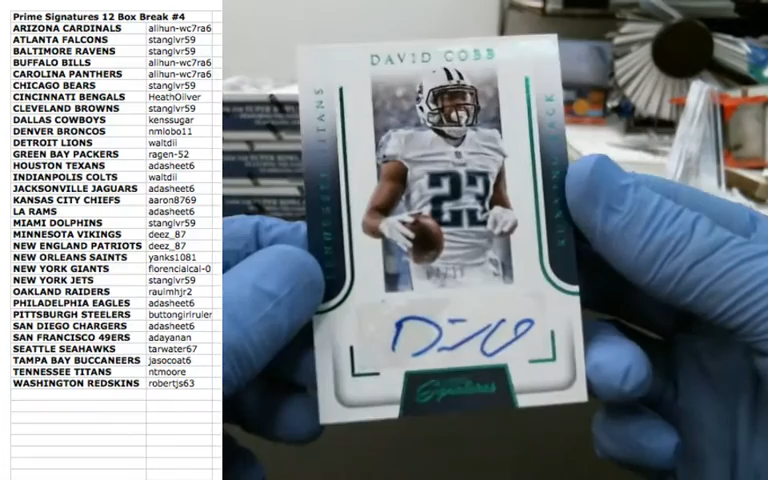 Prime Signatures 12 Box Break #4
ARIZONA CARDINALS alihun-wc7ra6
ATLANTA FALCONS stanglvr59
BALTIMORE RAVENS stanglvr59
BUFFALO BILLS alihun-wc7ra6
CAROLINA PANTHERS alihun-wc7ra6
CHICAGO BEARS stanglvr59
CINCINNATI BENGALS HeathOliver
CLEVELAND BROWNS stanglvr59
DALLAS COWBOYS kenssugar
DENVER BRONCOS nmlobo11
DETROIT LIONS waltdii
GREEN BAY PACKERS ragen-52
HOUSTON TEXANS adasheet6
INDIANPOLIS COLTS waltdii
JACKSONVILLE JAGUARS adasheet6
KANSAS CITY CHIEFS aaron8769
LA RAMS adasheet6
MIAMI DOLPHINS stanglvr59
MINNESOTA VIKINGS deez_87
NEW ENGLAND PATRIOTS deez_87
NEW ORLEANS SAINTS yanks1081
NEW YORK GIANTS florencialcal-0
NEW YORK JETS stanglvr59
OAKLAND RAIDERS raulmhjr2
PHILADELPHIA EAGLES adasheet6
PITTSBURGH STEELERS buttongirlruler
SAN DIEGO CHARGERS adasheet6
SAN FRANCISCO 49ERS adayanan
SEATTLE SEAHAWKS tarwater67
TAMPA BAY BUCCANEERS jasocoat6
TENNESSEE TITANS ntmoore
WASHINGTON REDSKINS robertjs63
DAVID COBB
TENNESSEE TITANS
RUNNING BACK
23
Signatures